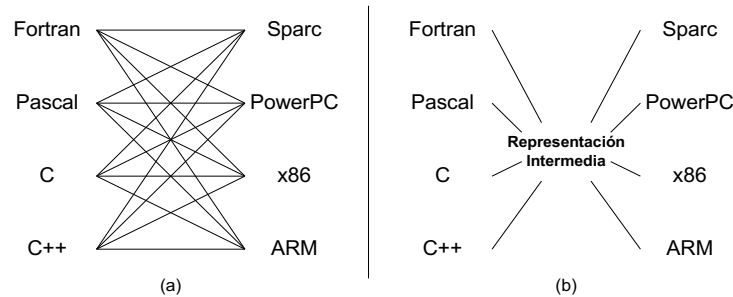 Fortran
Sparc
Pascal
PowerPC
C
x86
C++
ARM
(a)
Fortran
Sparc
Pascal
PowerPC
Representación
Intermedia
C
x86
C++
ARM
(b)